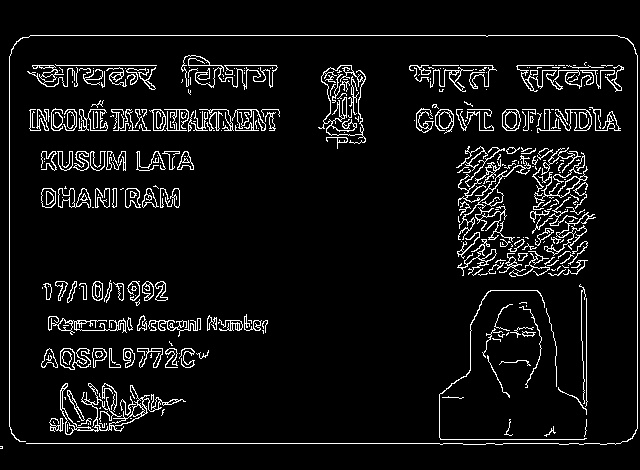 आयकर विभाग
INCOME TAX DEPARTMENT
भारत सरकार
GOVT. OF INDIA
KUSUM LATA
DHANI RAM
17/10/1992
Permanent Account Number
AQSPL9772C
Signature